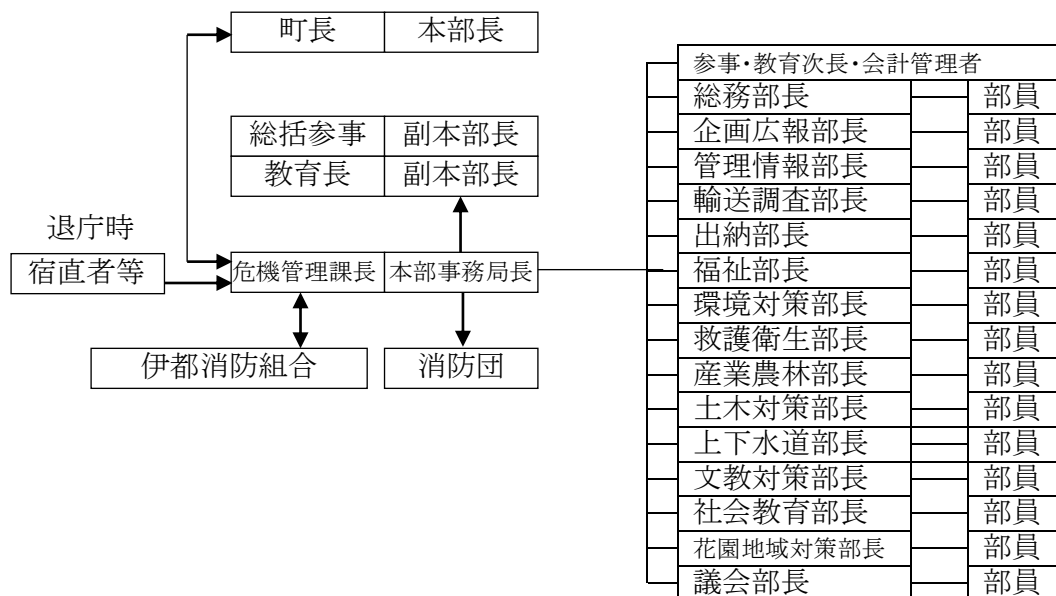 町長 本部長
総括参事 副本部長
教育長 副本部長
退庁時
宿直者等
危機管理課長 本部事務局長
伊都消防組合
消防団
参事・教育次長・会計管理者
総務部長 部員
企画広報部長 部員
管理情報部長 部員
輸送調査部長 部員
出納部長 部員
福祉部長 部員
環境対策部長 部員
救護衛生部長 部員
産業農林部長 部員
土木対策部長 部員
上下水道部長 部員
文教対策部長 部員
社会教育部長 部員
花園地域対策部長 部員
議会部長 部員